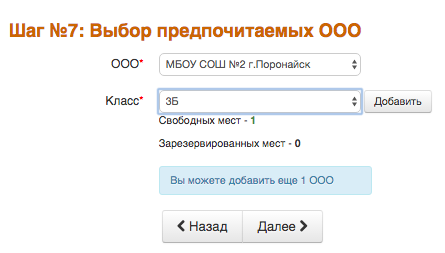 Шаг №7: Выбор предпочитаемых ООО
ООО* МБОУ СОШ №2 г.Поронайск
Класс* 3Б Добавить
Свободных мест - 1
Зарезервированных мест - 0
Вы можете добавить еще 1 ООО
Назад Далее